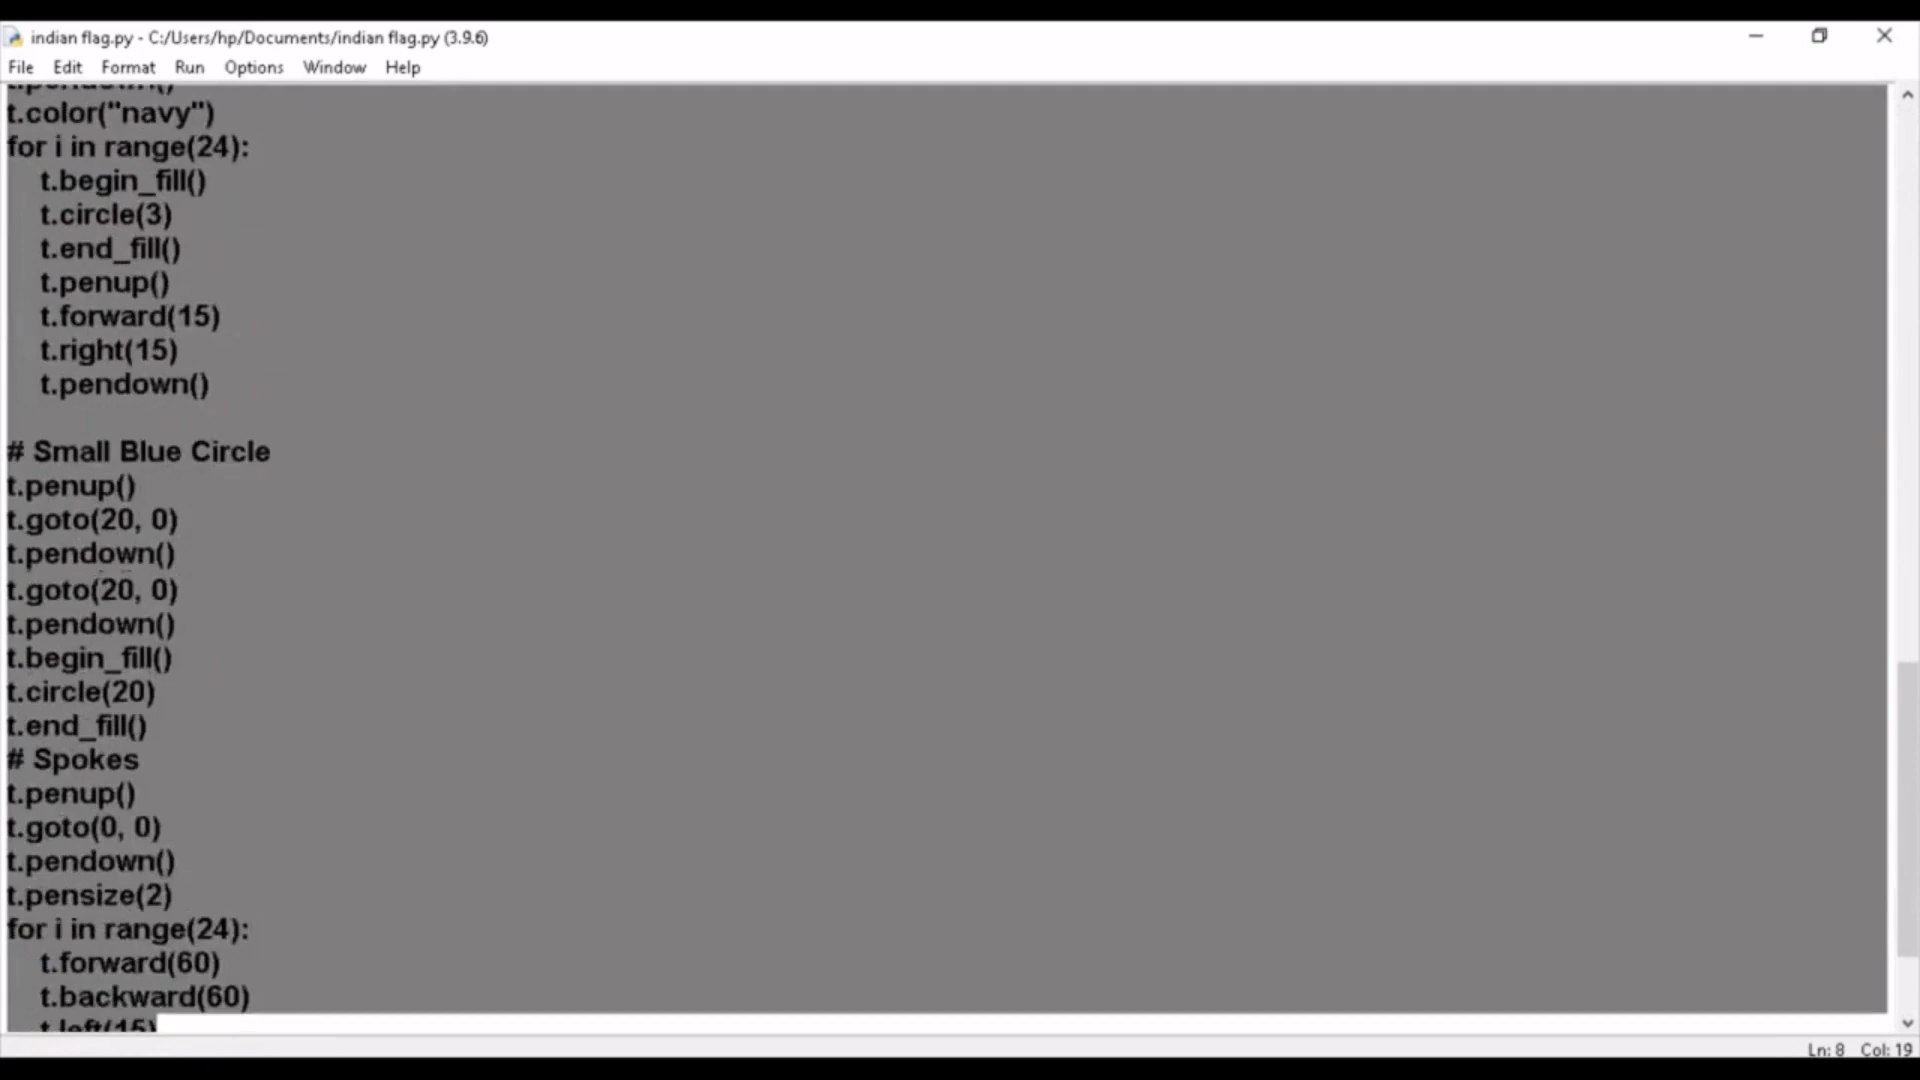 indian flag.py - C:/Users/hp/Documents/indian flag.py (3.9.6)
File Edit Format Run Options Window Help
t.pendown()
t.color("navy")
for i in range(24):
    t.begin_fill()
    t.circle(3)
    t.end_fill()
    t.penup()
    t.forward(15)
    t.right(15)
    t.pendown()
# Small Blue Circle
t.penup()
t.goto(20, 0)
t.pendown()
t.goto(20, 0)
t.pendown()
t.begin_fill()
t.circle(20)
t.end_fill()
# Spokes
t.penup()
t.goto(0, 0)
t.pendown()
t.pensize(2)
for i in range(24):
    t.forward(60)
    t.backward(60)
    t.left(15)
Ln: 8 Col: 19